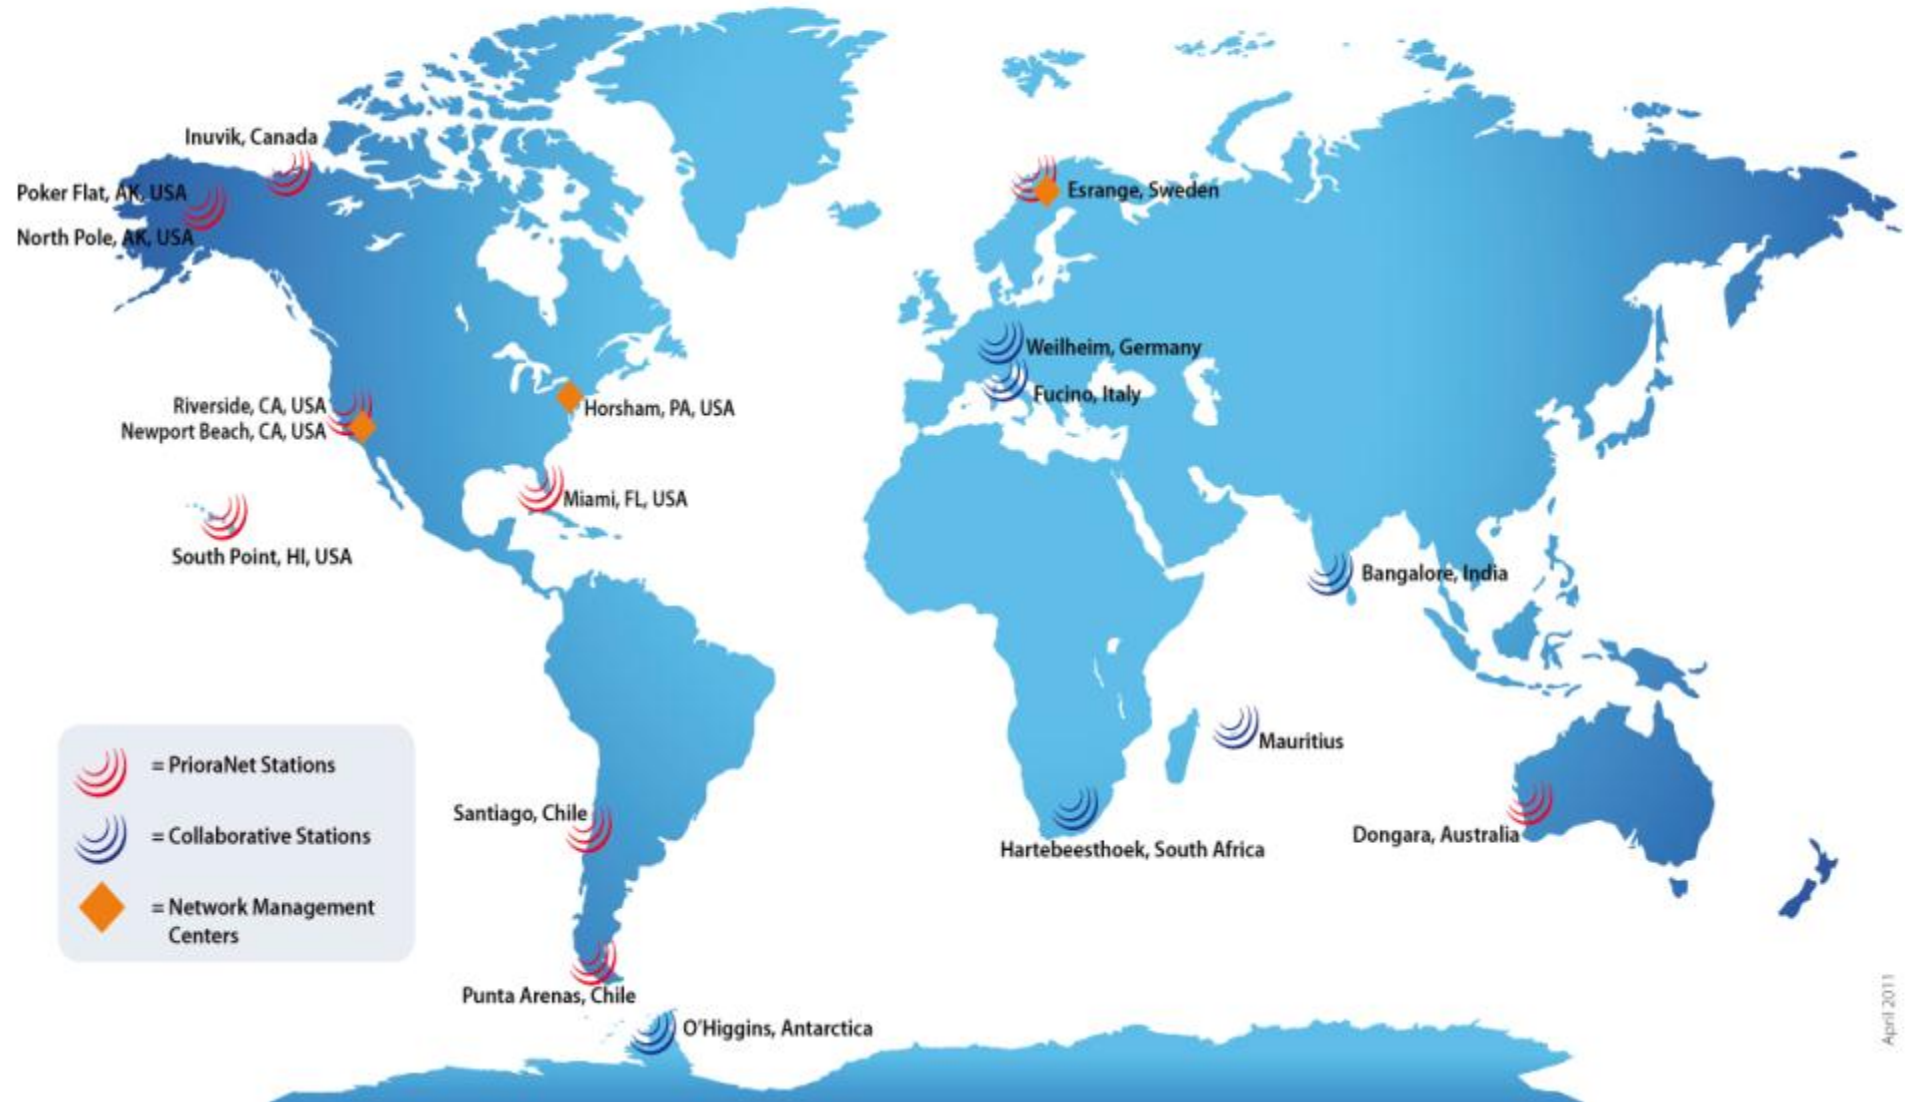 Inuvik, Canada
Poker Flat, AK, USA
Esrange, Sweden
North Pole, AK, USA
Weilheim, Germany
Fucino, Italy
Riverside, CA, USA
Horsham, PA, USA
Newport Beach, CA, USA
Miami, FL, USA
South Point, HI, USA
Bangalore, India
Mauritius
= PrioraNet Stations
Santiago, Chile
= Collaborative Stations
Dongara, Australia
Hartebeesthoek, South Africa
= Network Management
Centers
Punta Arenas, Chile
O'Higgins, Antarctica
April 2011